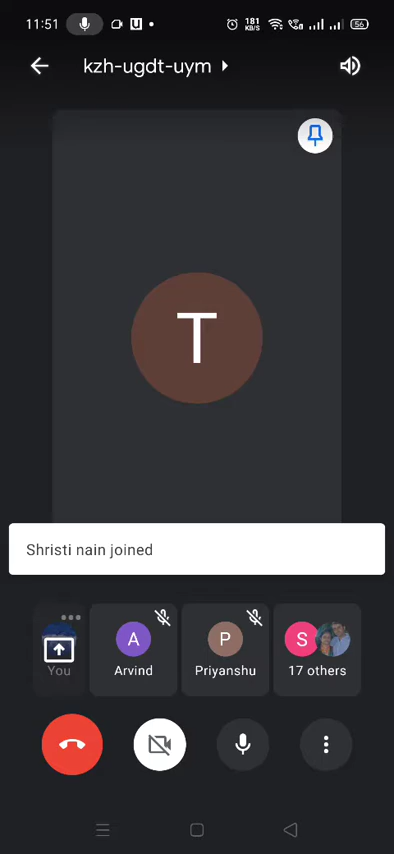 11:51
181
KB/S
56
kzh-ugdt-uym
T
Shristi nain joined
You
A
Arvind
P
Priyanshu
S
17 others